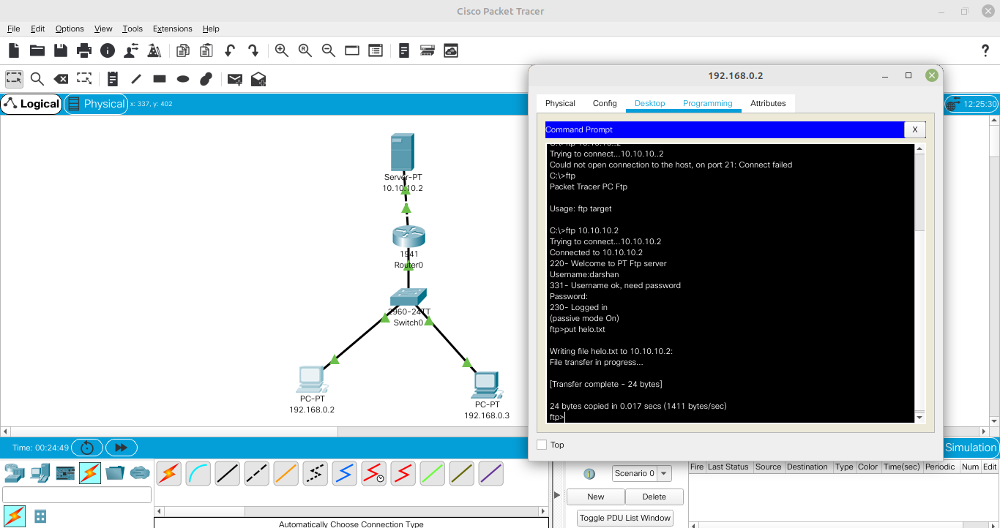 Cisco Packet Tracer
File Edit Options View Tools Extensions Help
Logical Physical x: 337, y: 402
12:25:30
Server-PT
10.10.10.2
1941
Router0
2960-24TT
Switch0
PC-PT
192.168.0.2
PC-PT
192.168.0.3
192.168.0.2
Physical Config Desktop Programming Attributes
Command Prompt X
Trying to connect...10.10.10..2
Could not open connection to the host, on port 21: Connect failed
C:\>ftp
Packet Tracer PC Ftp
Usage: ftp target
C:\>ftp 10.10.10.2
Trying to connect...10.10.10.2
Connected to 10.10.10.2
220- Welcome to PT Ftp server
Username:darshan
331- Username ok, need password
Password:
230- Logged in
(passive mode On)
ftp>put helo.txt
Writing file helo.txt to 10.10.10.2:
File transfer in progress...
[Transfer complete - 24 bytes]
24 bytes copied in 0.017 secs (1411 bytes/sec)
ftp>
Top
Time: 00:24:49
Simulation
Automatically Choose Connection Type
Scenario 0
New Delete
Toggle PDU List Window
Fire Last Status Source Destination Type Color Time(sec) Periodic Num Edit